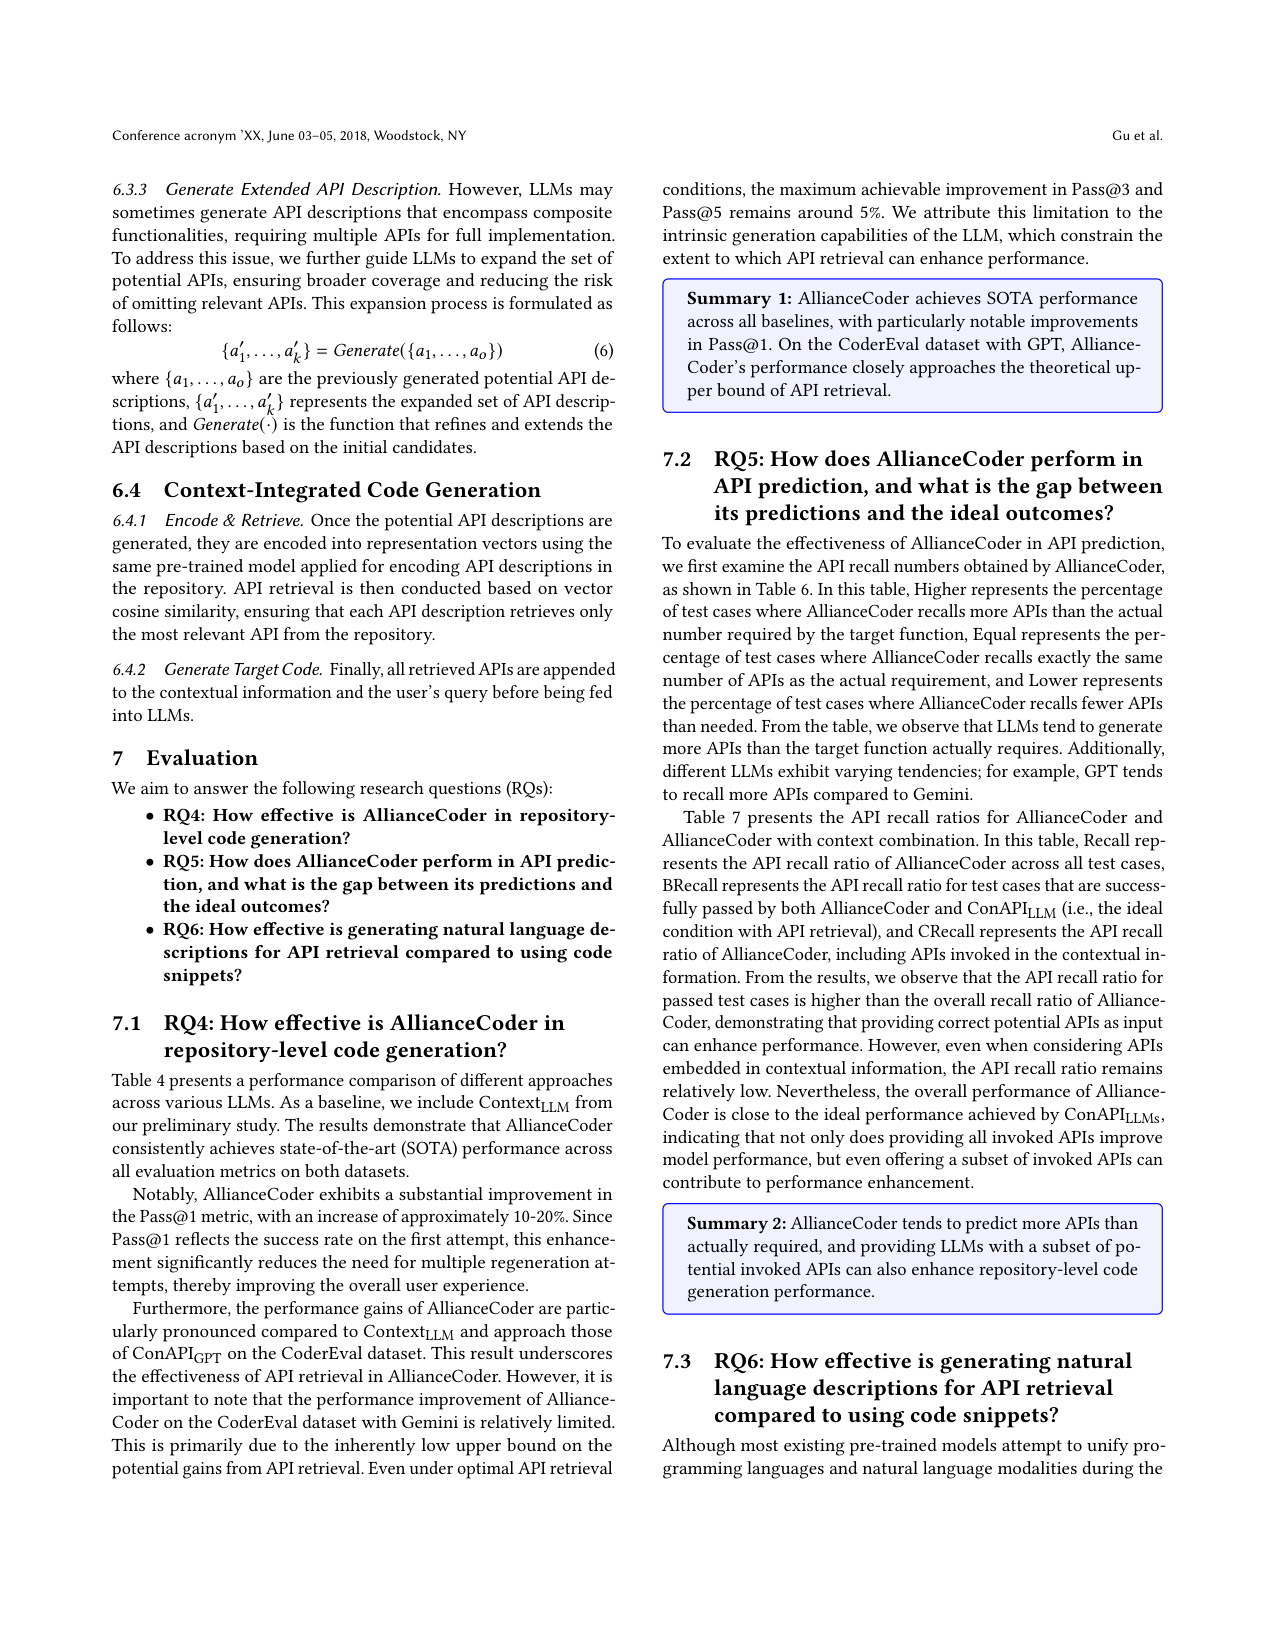 Conference acronym ’XX, June 03–05, 2018, Woodstock, NY
Gu et al.
6.3.3 Generate Extended API Description. However, LLMs may
sometimes generate API descriptions that encompass composite
functionalities, requiring multiple APIs for full implementation.
To address this issue, we further guide LLMs to expand the set of
potential APIs, ensuring broader coverage and reducing the risk
of omitting relevant APIs. This expansion process is formulated as
follows:
{a′1, . . . , a′k} = Generate({a1, . . . , ao}) (6)
where {a1, . . . , ao} are the previously generated potential API de-
scriptions, {a′1, . . . , a′k} represents the expanded set of API descrip-
tions, and Generate(·) is the function that refines and extends the
API descriptions based on the initial candidates.
6.4 Context-Integrated Code Generation
6.4.1 Encode & Retrieve. Once the potential API descriptions are
generated, they are encoded into representation vectors using the
same pre-trained model applied for encoding API descriptions in
the repository. API retrieval is then conducted based on vector
cosine similarity, ensuring that each API description retrieves only
the most relevant API from the repository.
6.4.2 Generate Target Code. Finally, all retrieved APIs are appended
to the contextual information and the user’s query before being fed
into LLMs.
7 Evaluation
We aim to answer the following research questions (RQs):
• RQ4: How effective is AllianceCoder in repository-
level code generation?
• RQ5: How does AllianceCoder perform in API predic-
tion, and what is the gap between its predictions and
the ideal outcomes?
• RQ6: How effective is generating natural language de-
scriptions for API retrieval compared to using code
snippets?
7.1 RQ4: How effective is AllianceCoder in
repository-level code generation?
Table 4 presents a performance comparison of different approaches
across various LLMs. As a baseline, we include ContextLLM from
our preliminary study. The results demonstrate that AllianceCoder
consistently achieves state-of-the-art (SOTA) performance across
all evaluation metrics on both datasets.
Notably, AllianceCoder exhibits a substantial improvement in
the Pass@1 metric, with an increase of approximately 10-20%. Since
Pass@1 reflects the success rate on the first attempt, this enhance-
ment significantly reduces the need for multiple regeneration at-
tempts, thereby improving the overall user experience.
Furthermore, the performance gains of AllianceCoder are partic-
ularly pronounced compared to ContextLLM and approach those
of ConAPIGPT on the CoderEval dataset. This result underscores
the effectiveness of API retrieval in AllianceCoder. However, it is
important to note that the performance improvement of Alliance-
Coder on the CoderEval dataset with Gemini is relatively limited.
This is primarily due to the inherently low upper bound on the
potential gains from API retrieval. Even under optimal API retrieval
conditions, the maximum achievable improvement in Pass@3 and
Pass@5 remains around 5%. We attribute this limitation to the
intrinsic generation capabilities of the LLM, which constrain the
extent to which API retrieval can enhance performance.
Summary 1: AllianceCoder achieves SOTA performance
across all baselines, with particularly notable improvements
in Pass@1. On the CoderEval dataset with GPT, Alliance-
Coder’s performance closely approaches the theoretical up-
per bound of API retrieval.
7.2 RQ5: How does AllianceCoder perform in
API prediction, and what is the gap between
its predictions and the ideal outcomes?
To evaluate the effectiveness of AllianceCoder in API prediction,
we first examine the API recall numbers obtained by AllianceCoder,
as shown in Table 6. In this table, Higher represents the percentage
of test cases where AllianceCoder recalls more APIs than the actual
number required by the target function, Equal represents the per-
centage of test cases where AllianceCoder recalls exactly the same
number of APIs as the actual requirement, and Lower represents
the percentage of test cases where AllianceCoder recalls fewer APIs
than needed. From the table, we observe that LLMs tend to generate
more APIs than the target function actually requires. Additionally,
different LLMs exhibit varying tendencies; for example, GPT tends
to recall more APIs compared to Gemini.
Table 7 presents the API recall ratios for AllianceCoder and
AllianceCoder with context combination. In this table, Recall rep-
resents the API recall ratio of AllianceCoder across all test cases,
BRecall represents the API recall ratio for test cases that are success-
fully passed by both AllianceCoder and ConAPILLM (i.e., the ideal
condition with API retrieval), and CRecall represents the API recall
ratio of AllianceCoder, including APIs invoked in the contextual in-
formation. From the results, we observe that the API recall ratio for
passed test cases is higher than the overall recall ratio of Alliance-
Coder, demonstrating that providing correct potential APIs as input
can enhance performance. However, even when considering APIs
embedded in contextual information, the API recall ratio remains
relatively low. Nevertheless, the overall performance of Alliance-
Coder is close to the ideal performance achieved by ConAPILLMs,
indicating that not only does providing all invoked APIs improve
model performance, but even offering a subset of invoked APIs can
contribute to performance enhancement.
Summary 2: AllianceCoder tends to predict more APIs than
actually required, and providing LLMs with a subset of po-
tential invoked APIs can also enhance repository-level code
generation performance.
7.3 RQ6: How effective is generating natural
language descriptions for API retrieval
compared to using code snippets?
Although most existing pre-trained models attempt to unify pro-
gramming languages and natural language modalities during the